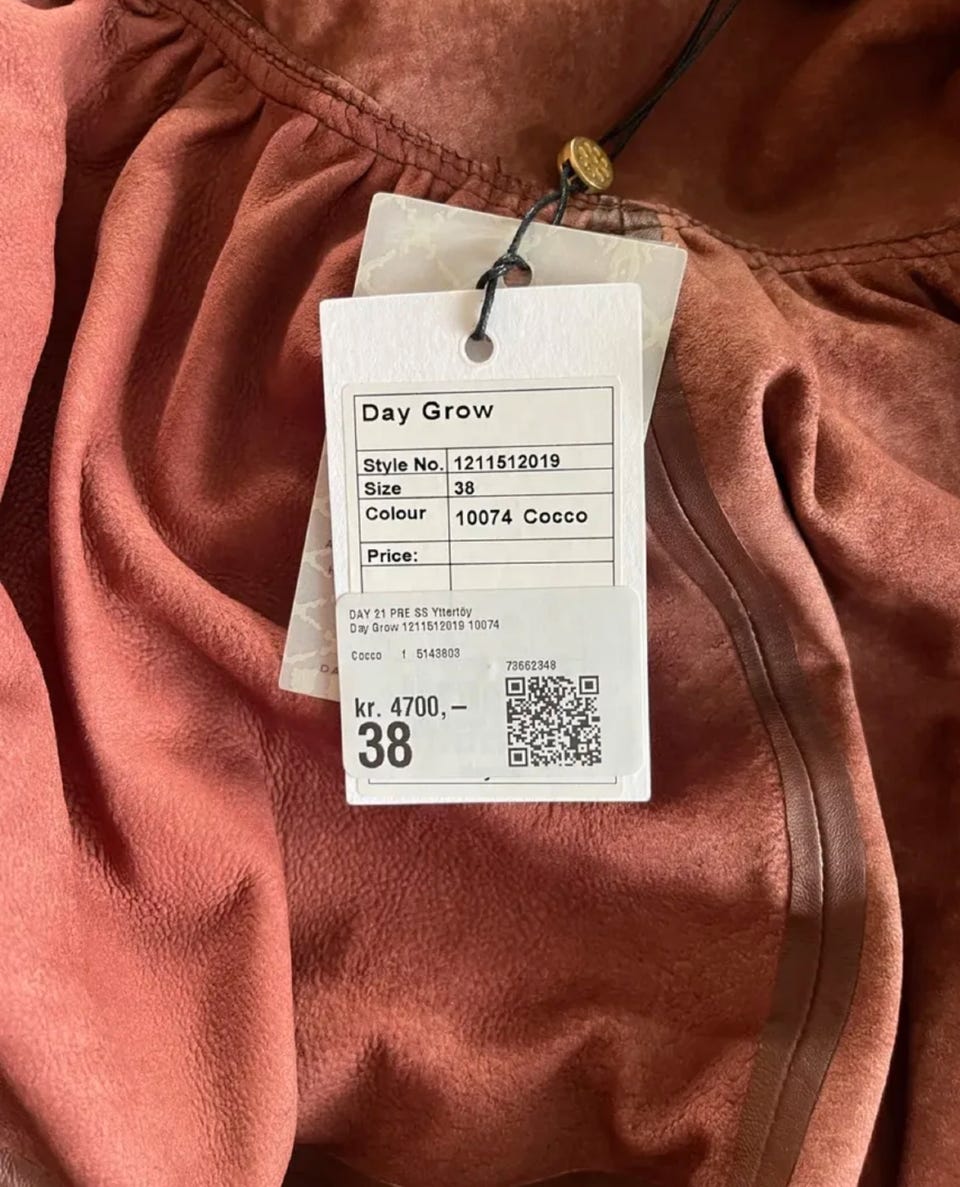 Day Grow
Style No. 1211512019
Size 38
Colour 10074 Cocco
Price:
DAY 21 PRE SS Yttertöy
Day Grow 1211512019 10074
Cocco 1 5143803
73662348
kr. 4700,–
38
DA